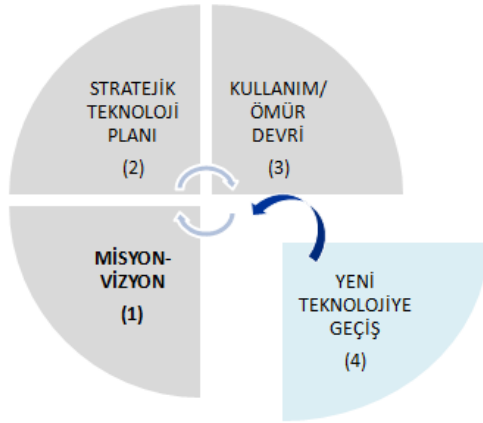 STRATEJİK
TEKNOLOJİ
PLANI
(2)
KULLANIM/
ÖMÜR
DEVRİ
(3)
MİSYON-
VİZYON
(1)
YENİ
TEKNOLOJİYE
GEÇİŞ
(4)